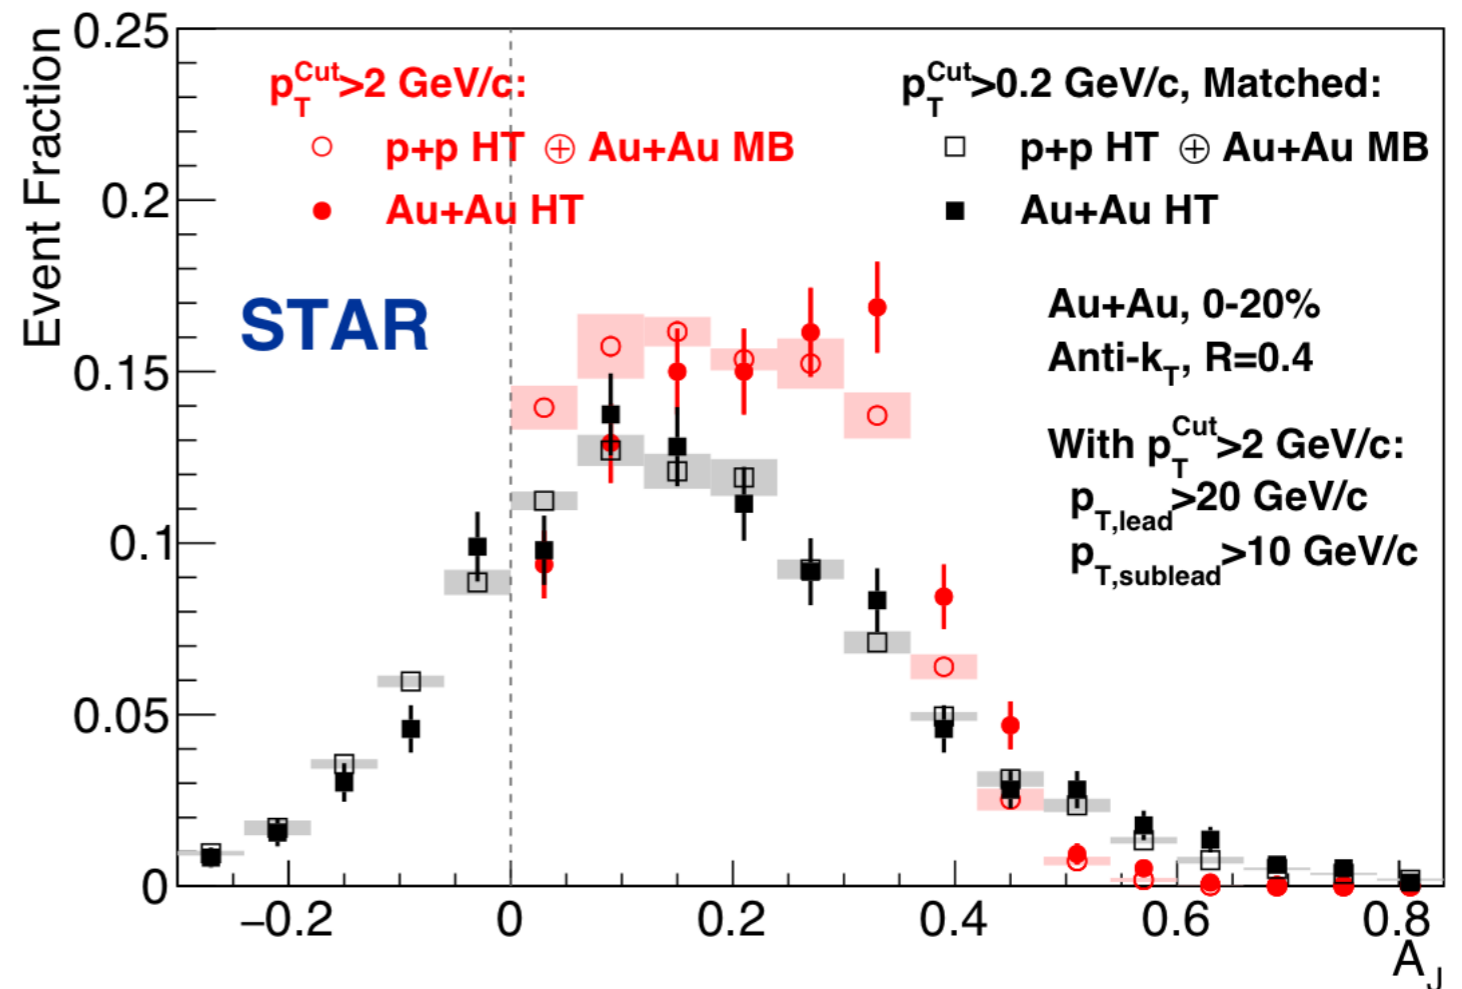 Event Fraction
0.25
0.2
0.15
0.1
0.05
0
−0.2
0
0.2
0.4
0.6
0.8
A_J
p_T^Cut>2 GeV/c:
p+p HT ⊕ Au+Au MB
Au+Au HT
p_T^Cut>0.2 GeV/c, Matched:
p+p HT ⊕ Au+Au MB
Au+Au HT
STAR
Au+Au, 0-20%
Anti-k_T, R=0.4
With p_T^Cut>2 GeV/c:
p_T,lead>20 GeV/c
p_T,sublead>10 GeV/c